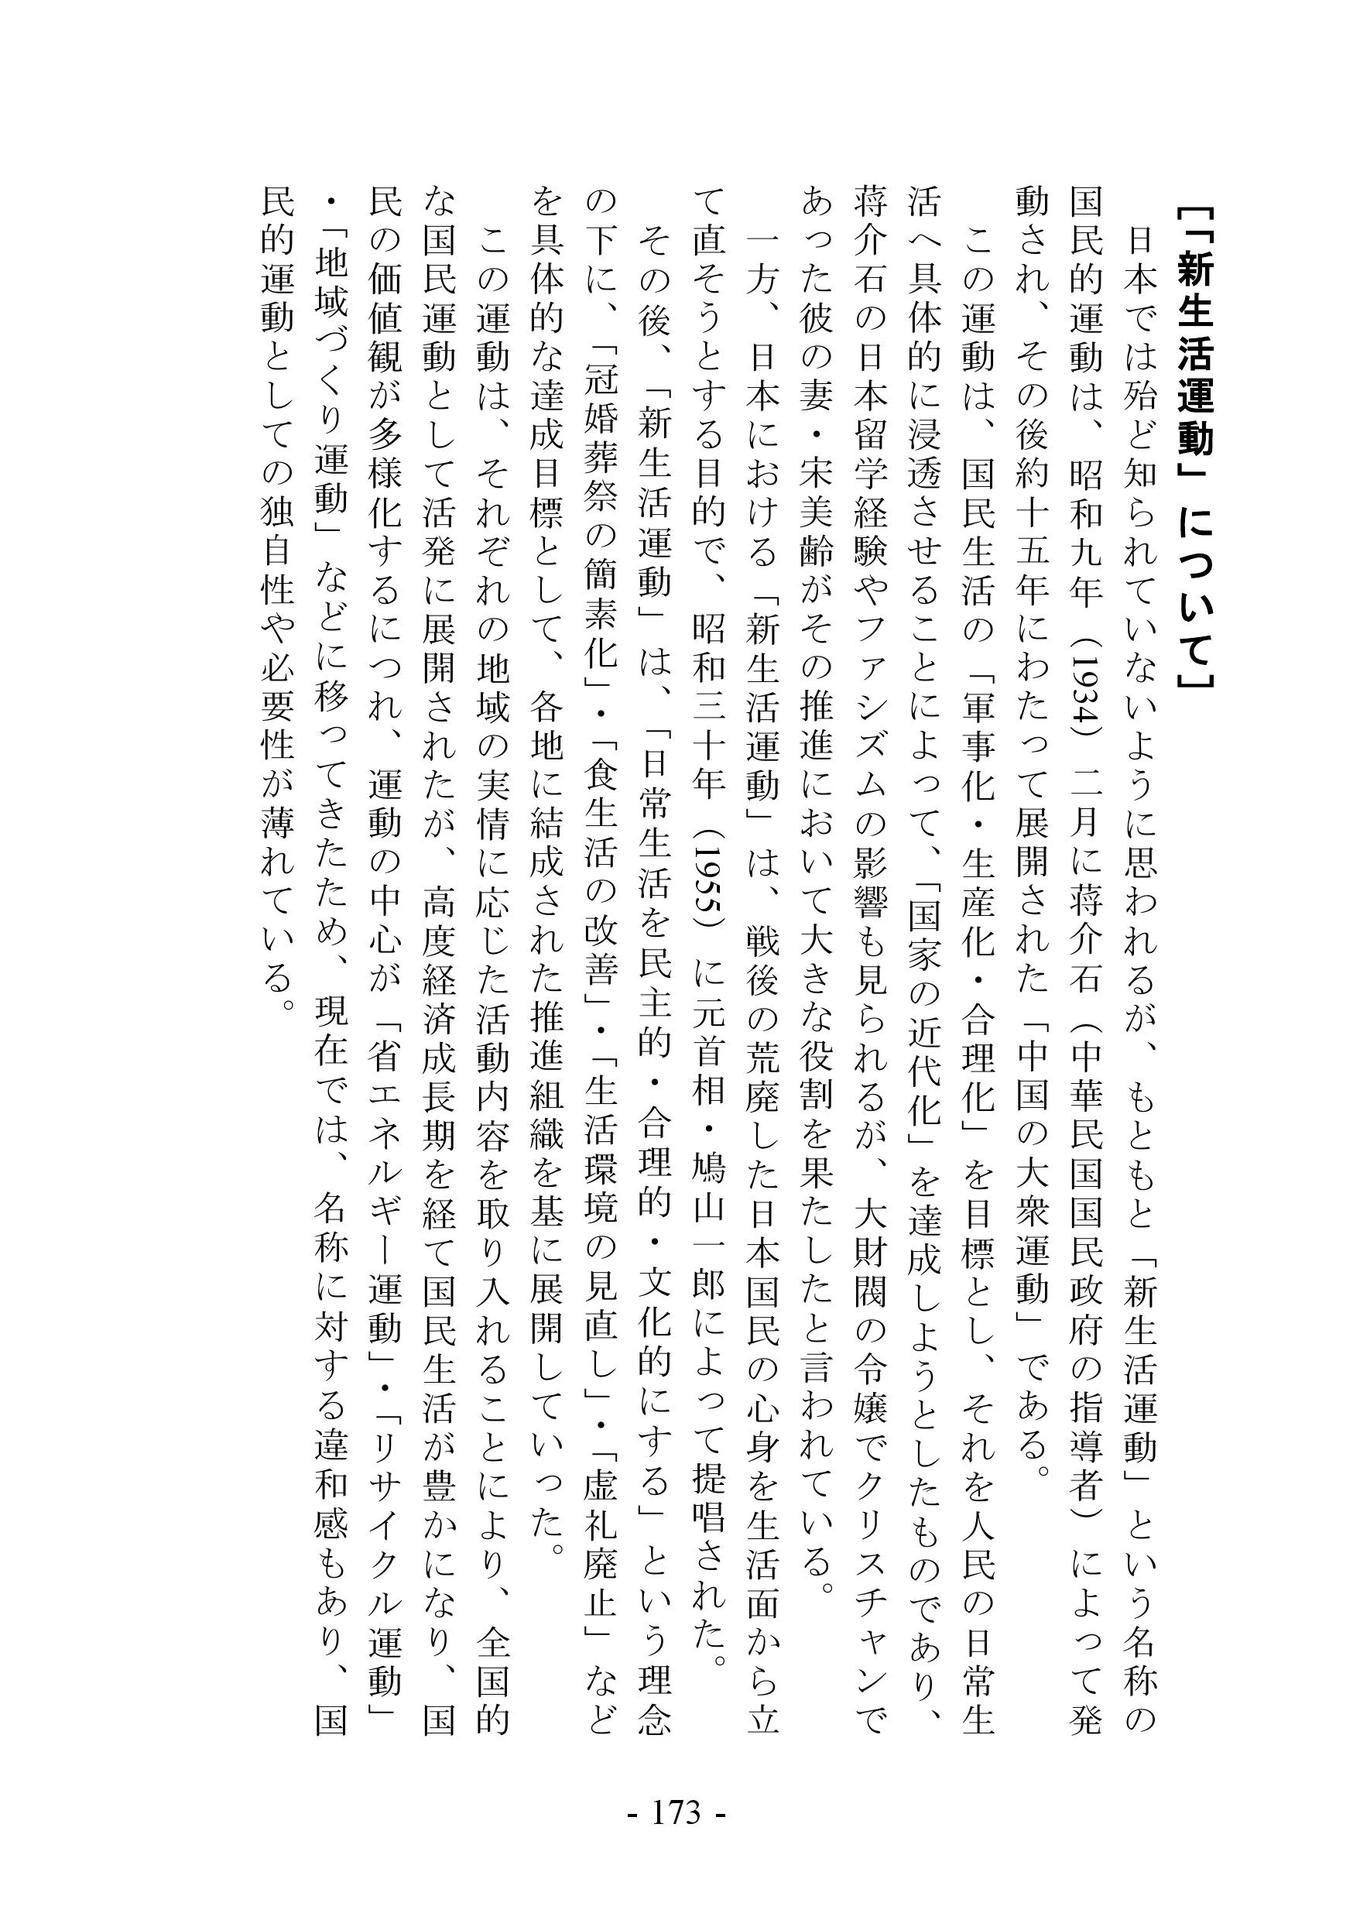 ［「新生活運動」について］
日本では殆ど知られていないように思われるが、もともと「新生活運動」という名称の
国民的運動は、昭和九年（1934）二月に蒋介石（中華民国国民政府の指導者）によって発
動され、その後約十五年にわたって展開された「中国の大衆運動」である。
この運動は、国民生活の「軍事化・生産化・合理化」を目標とし、それを人民の日常生
活へ具体的に浸透させることによって、「国家の近代化」を達成しようとしたものであり、
蒋介石の日本留学経験やファシズムの影響も見られるが、大財閥の令嬢でクリスチャンで
あった彼の妻・宋美齢がその推進において大きな役割を果たしたと言われている。
一方、日本における「新生活運動」は、戦後の荒廃した日本国民の心身を生活面から立
て直そうとする目的で、昭和三十年（1955）に元首相・鳩山一郎によって提唱された。
その後、「新生活運動」は、「日常生活を民主的・合理的・文化的にする」という理念
の下に、「冠婚葬祭の簡素化」・「食生活の改善」・「生活環境の見直し」・「虚礼廃止」など
を具体的な達成目標として、各地に結成された推進組織を基に展開していった。
この運動は、それぞれの地域の実情に応じた活動内容を取り入れることにより、全国的
な国民運動として活発に展開されたが、高度経済成長期を経て国民生活が豊かになり、国
民の価値観が多様化するにつれ、運動の中心が「省エネルギー運動」・「リサイクル運動」
・「地域づくり運動」などに移ってきたため、現在では、名称に対する違和感もあり、国
民的運動としての独自性や必要性が薄れている。
- 173 -